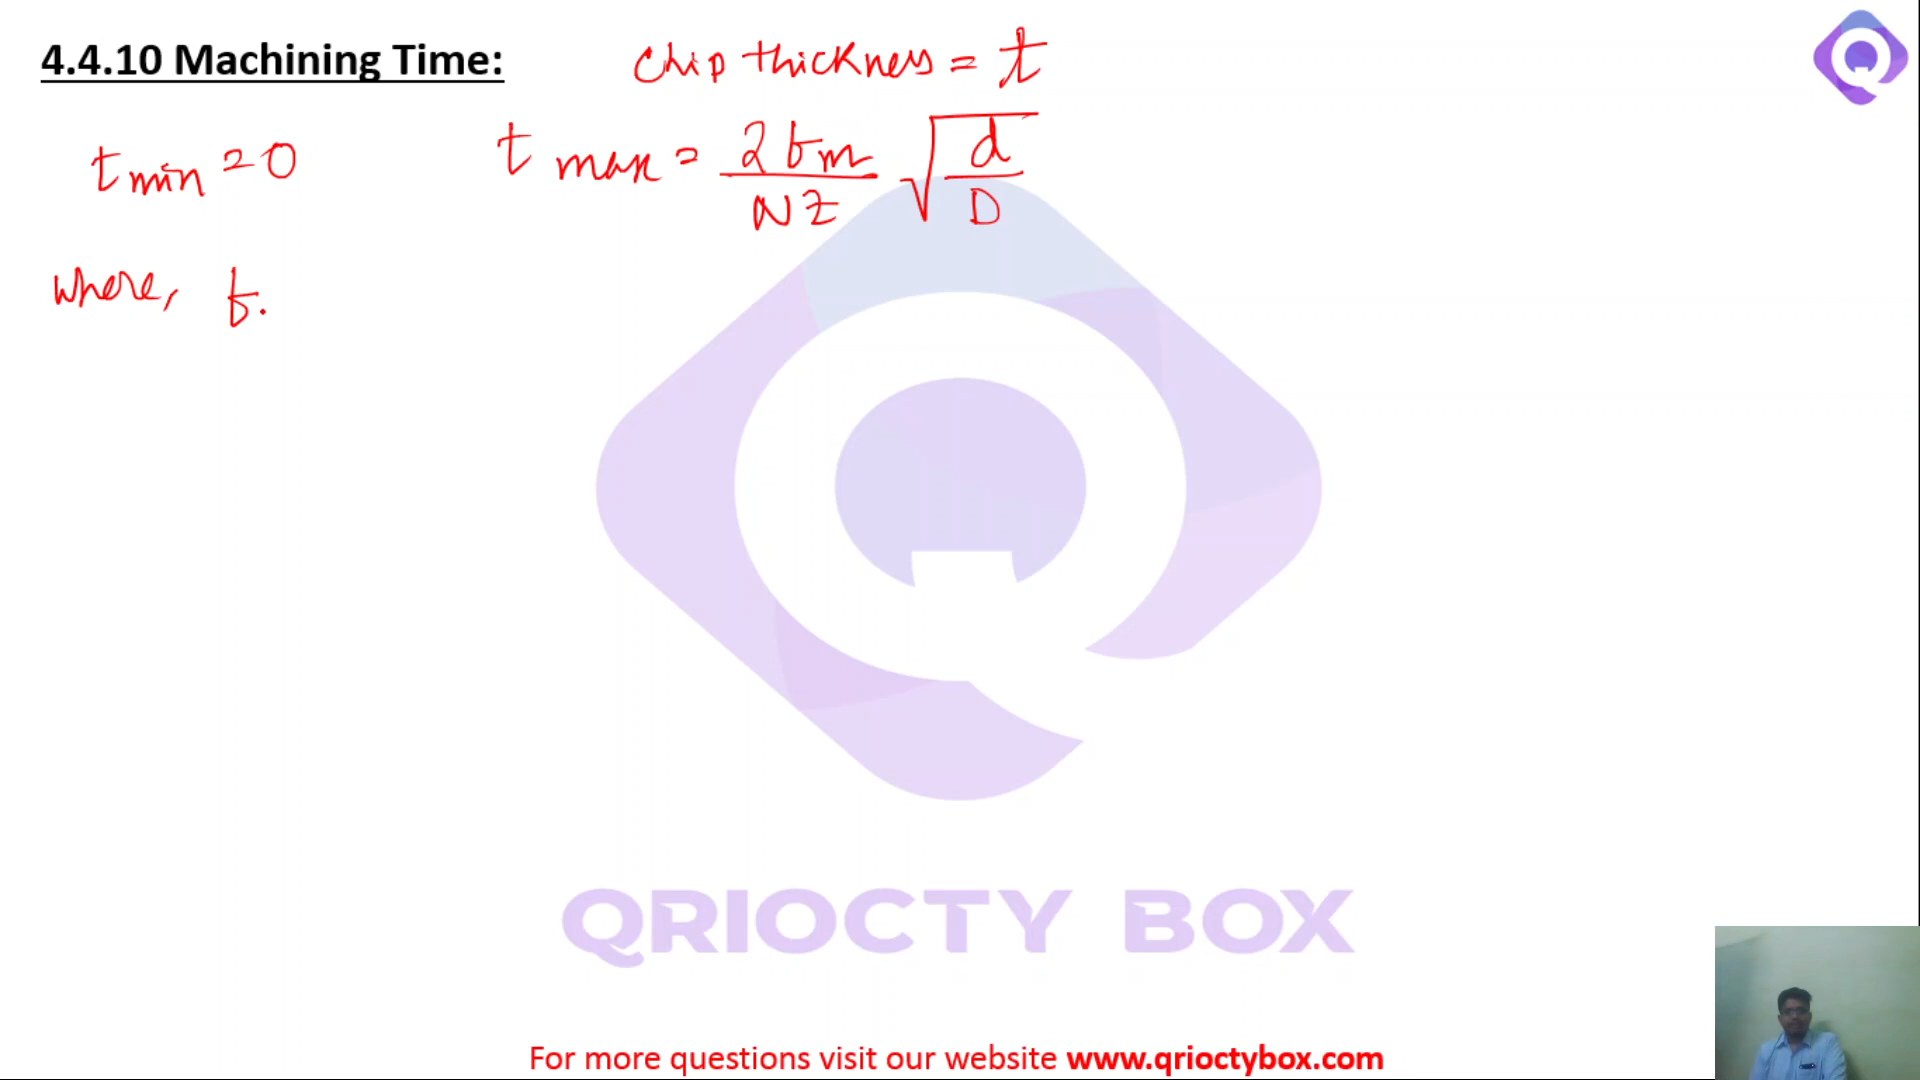 4.4.10 Machining Time:
chip thickness = t
t min = 0
t max = 2fm / NZ √ d / D
where, f.
QRIOCTY BOX
For more questions visit our website www.qrioctybox.com